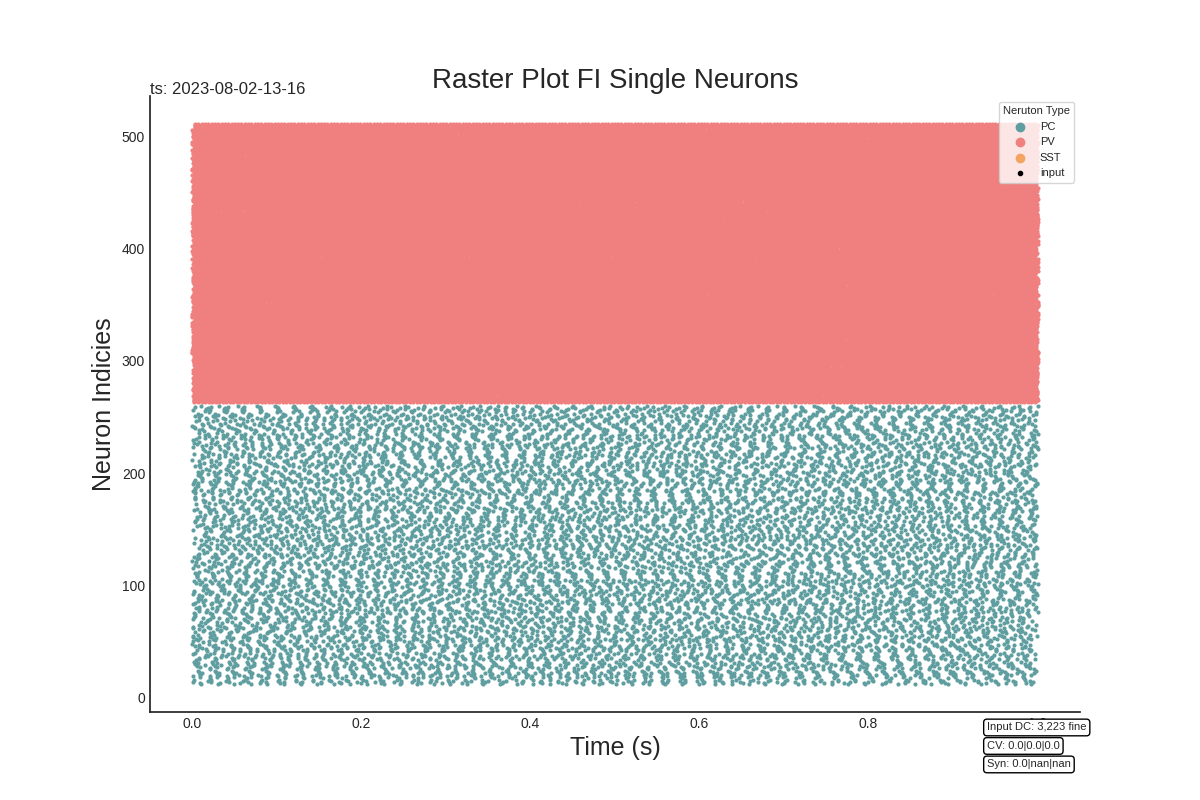 Raster Plot FI Single Neurons
ts: 2023-08-02-13-16
Neruton Type
PC
PV
SST
input
500
400
300
200
100
0
Neuron Indicies
0.0
0.2
0.4
0.6
0.8
Time (s)
Input DC: 3,223 fine
CV: 0.0|0.0|0.0
Syn: 0.0|nan|nan